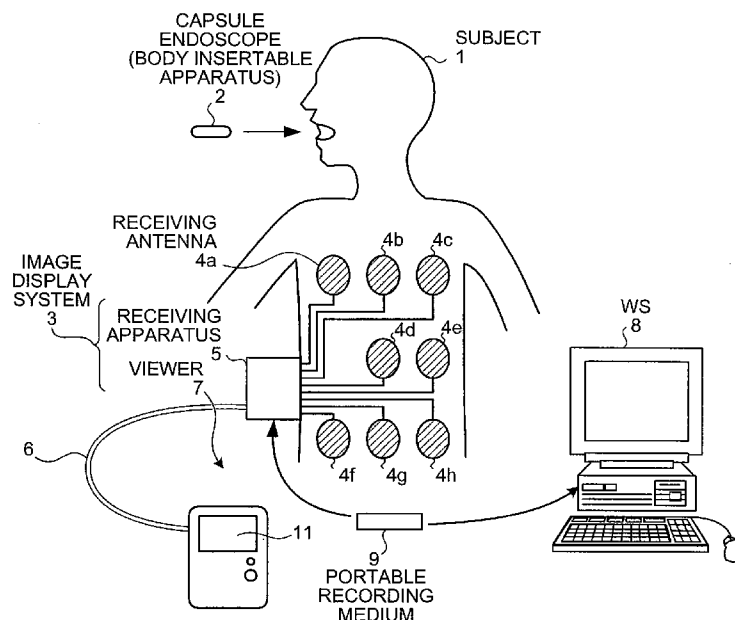 CAPSULE
ENDOSCOPE
(BODY INSERTABLE
APPARATUS)
2
SUBJECT
1
RECEIVING
ANTENNA
4a
4b
4c
IMAGE
DISPLAY
SYSTEM
3
RECEIVING
APPARATUS
5
4d
4e
WS
8
VIEWER
7
6
4f
4g
4h
11
9
PORTABLE
RECORDING
MEDIUM